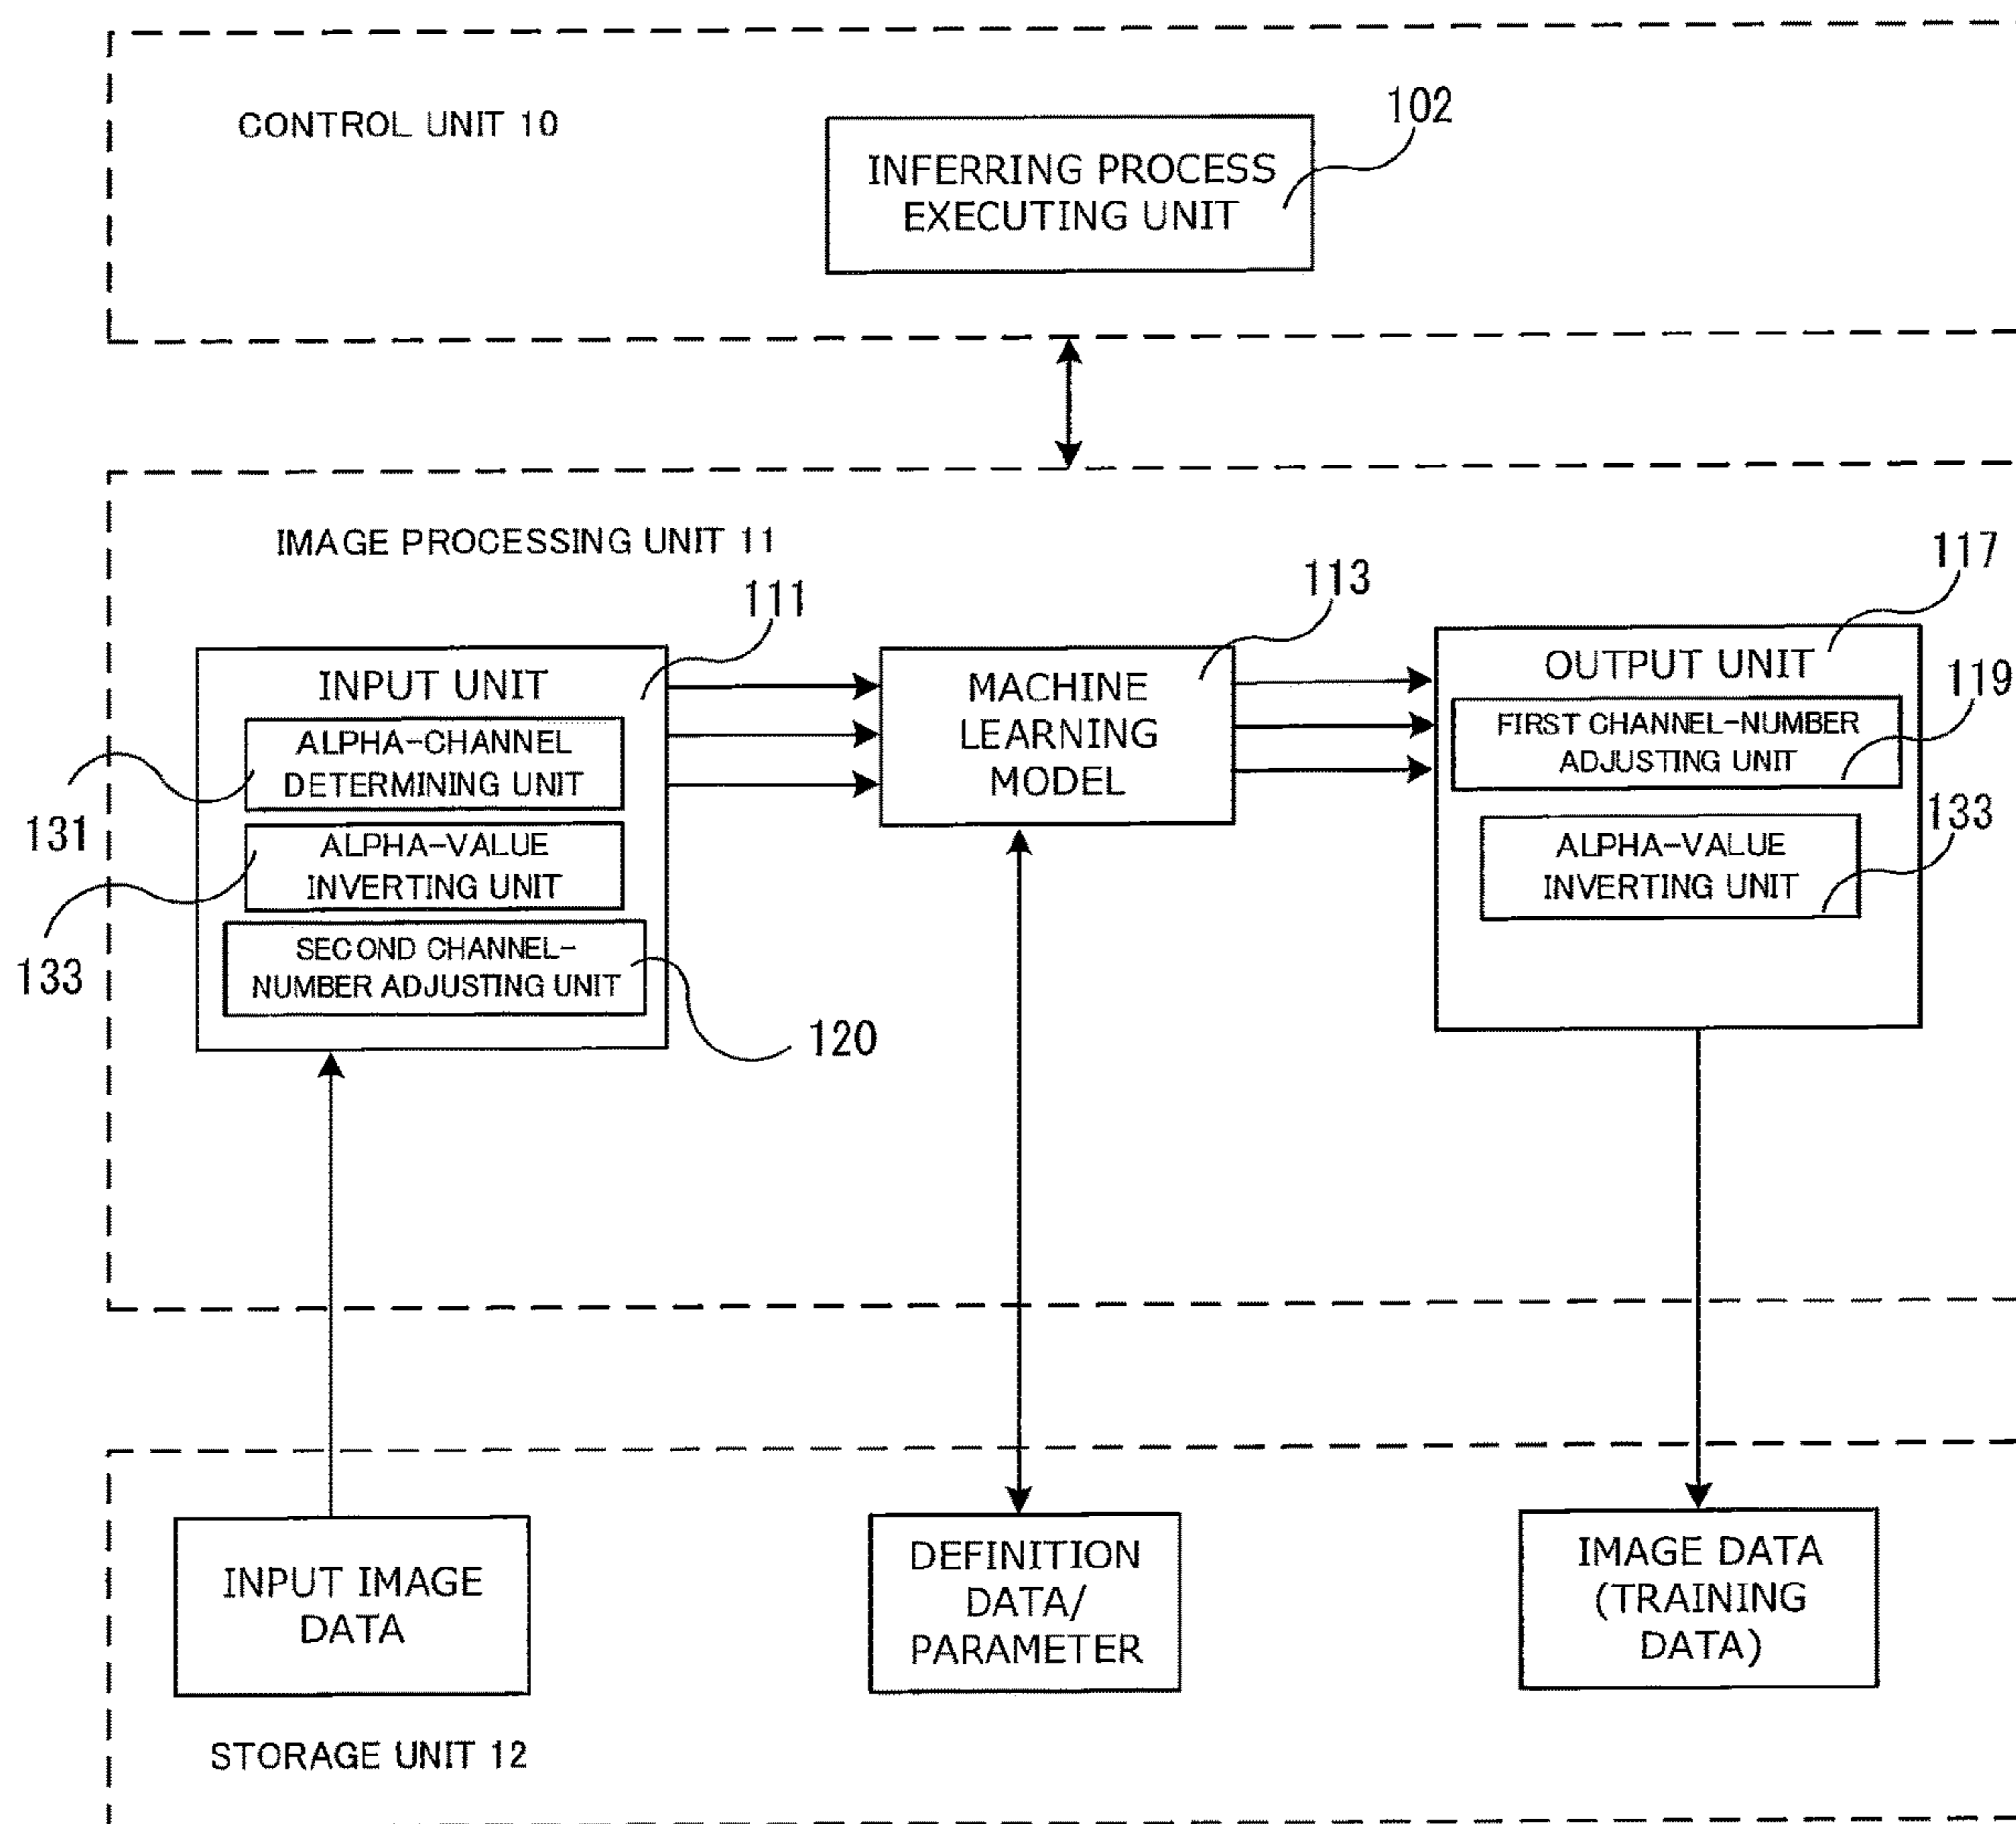 CONTROL UNIT 10
102
INFERRING PROCESS
EXECUTING UNIT
IMAGE PROCESSING UNIT 11
111
113
117
INPUT UNIT
ALPHA-CHANNEL
DETERMINING UNIT
131
ALPHA-VALUE
INVERTING UNIT
133
SECOND CHANNEL-
NUMBER ADJUSTING UNIT
120
MACHINE
LEARNING
MODEL
OUTPUT UNIT
119
FIRST CHANNEL-NUMBER
ADJUSTING UNIT
133
ALPHA-VALUE
INVERTING UNIT
INPUT IMAGE
DATA
DEFINITION
DATA/
PARAMETER
IMAGE DATA
(TRAINING
DATA)
STORAGE UNIT 12